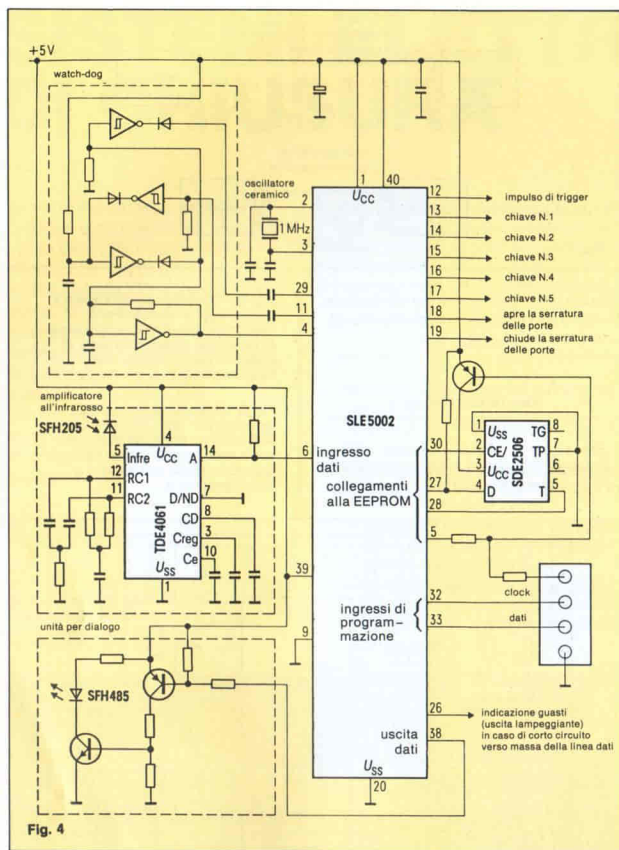 +5V
watch-dog
oscillatore
ceramico
2
1 MHz
3
29
11
4
1
40
UCC
12
impulso di trigger
13
chiave N.1
14
chiave N.2
15
chiave N.3
16
chiave N.4
17
chiave N.5
18
apre la serratura
delle porte
19
chiude la serratura
delle porte
SLE5002
amplificatore
all'infrarosso
SFH205
5
Infre
4
UCC
A
14
12
RC1
11
RC2
D/ND
7
CD
8
Creg
3
Ce
10
USS
1
TDE4061
6
ingresso
dati
collegamenti
alla EEPROM
30
27
28
5
1
USS
TG
8
2
CE/
TP
7
3
UCC
6
4
D
T
5
SDE2506
39
9
ingressi di
program-
mazione
32
33
clock
dati
unità per dialogo
SFH485
26
indicazione guasti
(uscita lampeggiante)
in caso di corto circuito
verso massa della linea dati
uscita
dati
38
USS
20
Fig. 4